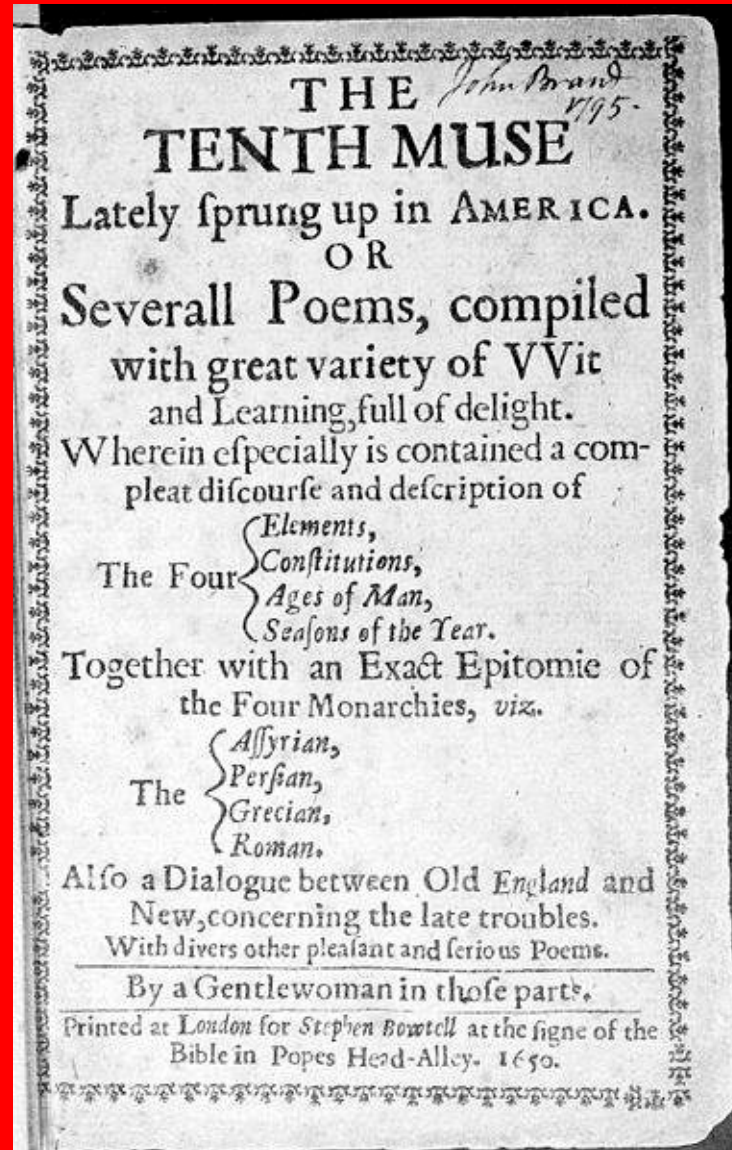 John Brand
1795.
THE
TENTH MUSE
Lately ſprung up in AMERICA.
OR
Severall Poems, compiled
with great variety of VVit
and Learning, full of delight.
Wherein eſpecially is contained a com-
pleat diſcourſe and deſcription of
The Four
Elements,
Conſtitutions,
Ages of Man,
Seaſons of the Year.
Together with an Exact Epitomie of
the Four Monarchies, viz.
The
Aſſyrian,
Perſian,
Grecian,
Roman.
Alſo a Dialogue between Old England and
New, concerning the late troubles.
With divers other pleaſant and ſerious Poems.
By a Gentlewoman in thoſe parts.
Printed at London for Stephen Bowtell at the ſigne of the
Bible in Popes Head-Alley. 1650.